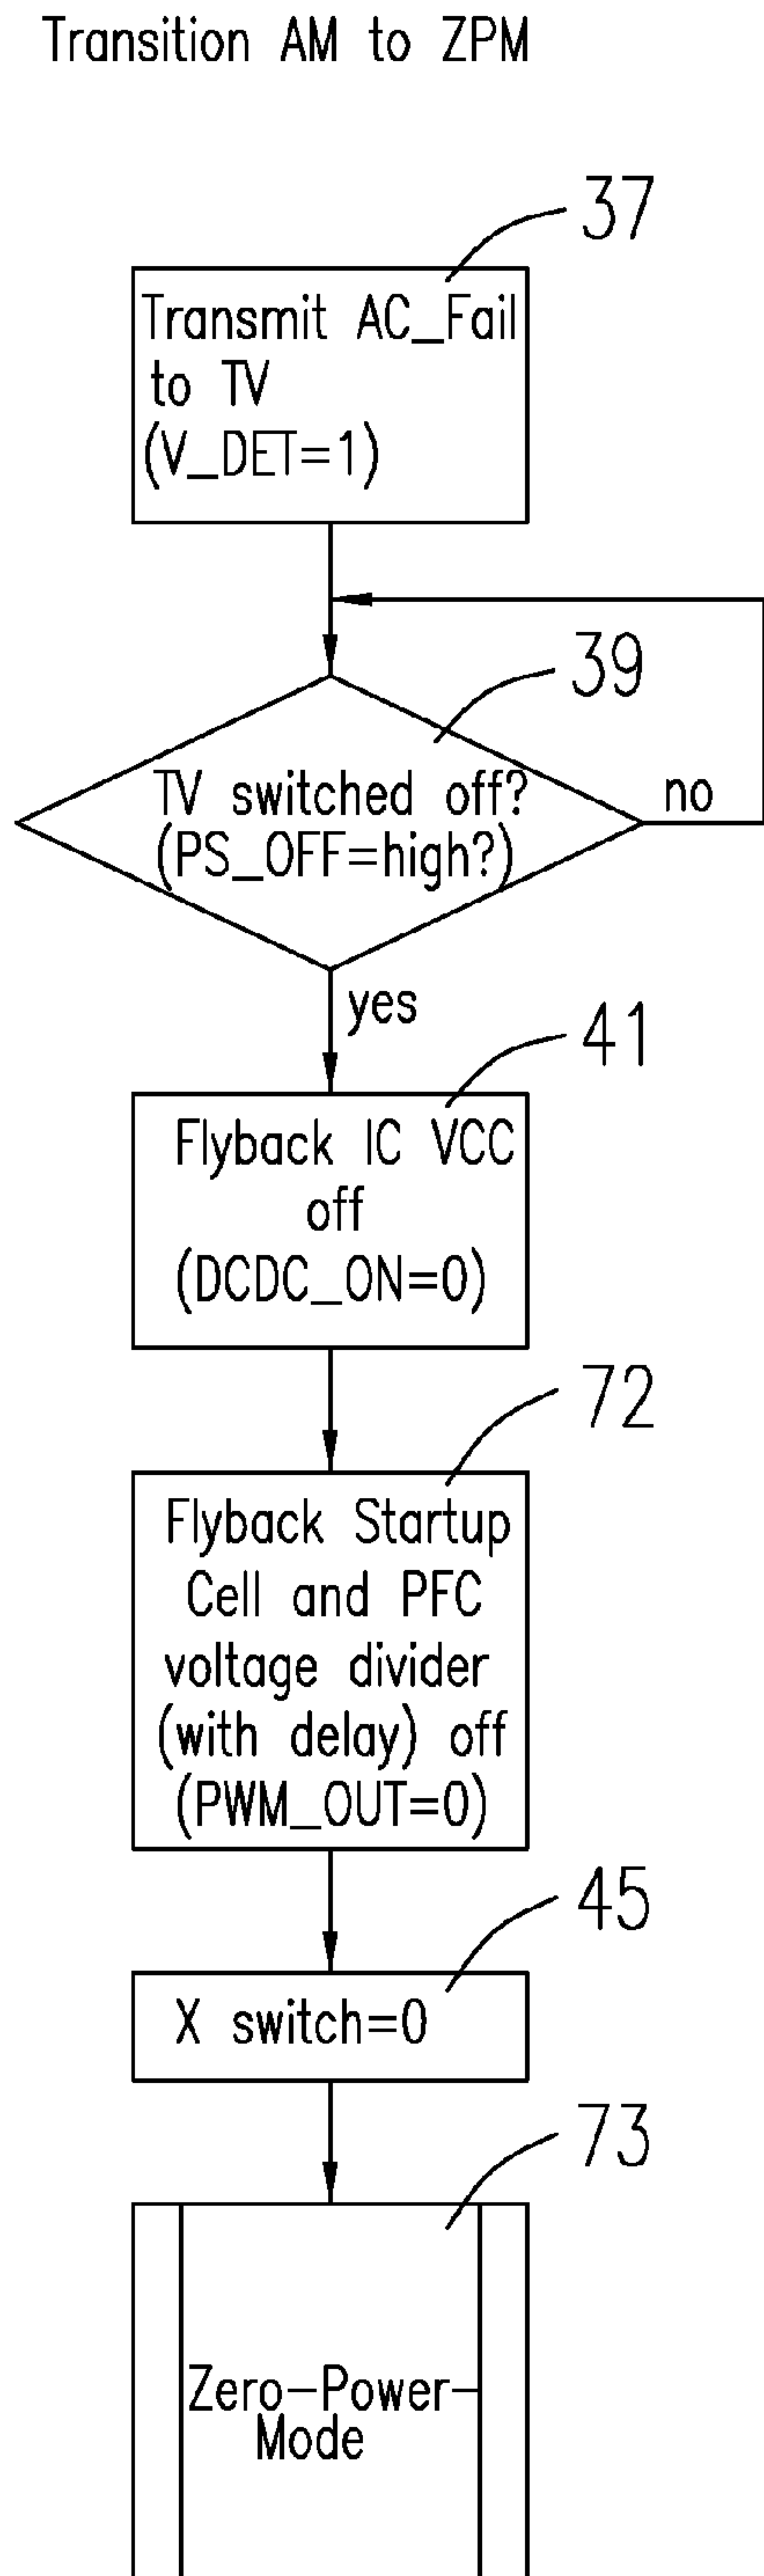 Transition AM to ZPM
37
Transmit AC_Fail
to TV
(V_DET=1)
39
TV switched off?
(PS_OFF=high?)
no
yes
41
Flyback IC VCC
off
(DCDC_ON=0)
72
Flyback Startup
Cell and PFC
voltage divider
(with delay) off
(PWM_OUT=0)
45
X switch=0
73
Zero-Power-
Mode